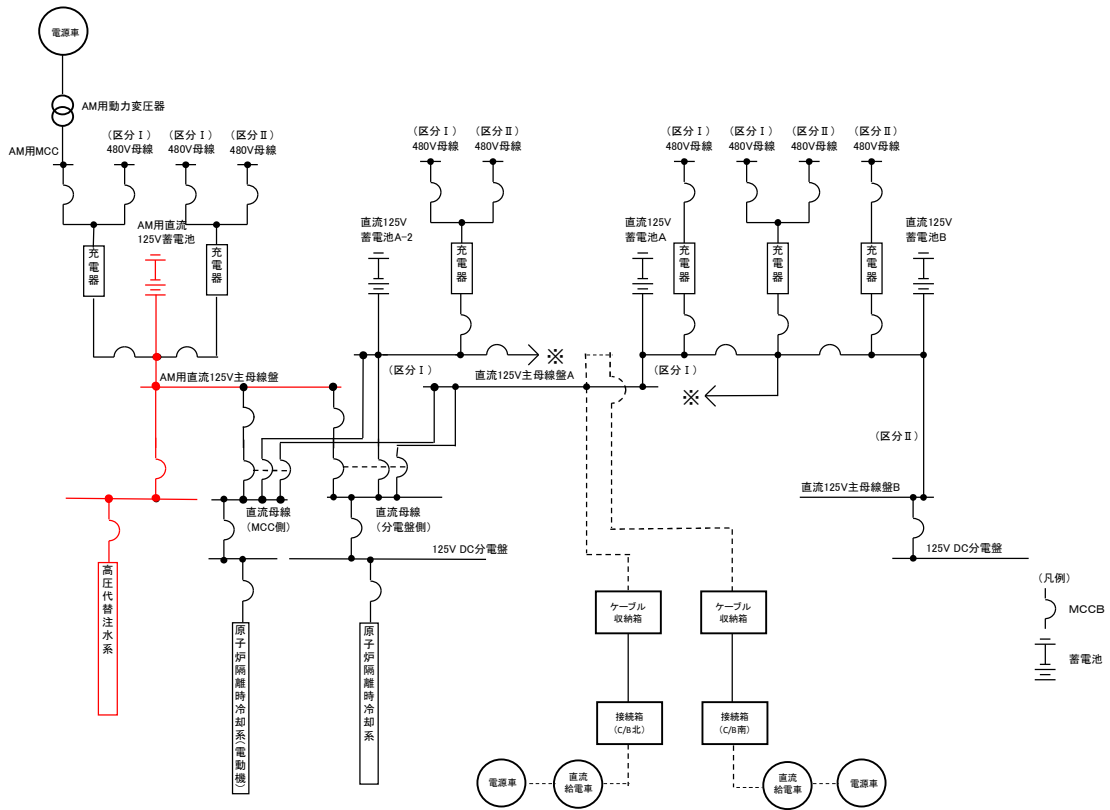 電源車
AM用動力変圧器
AM用MCC
(区分Ⅰ)
480V母線
(区分Ⅰ)
480V母線
(区分Ⅱ)
480V母線
(区分Ⅰ)
480V母線
(区分Ⅱ)
480V母線
(区分Ⅰ)
480V母線
(区分Ⅰ)
480V母線
(区分Ⅱ)
480V母線
(区分Ⅱ)
480V母線
AM用直流
125V蓄電池
直流125V
蓄電池A-2
直流125V
蓄電池A
直流125V
蓄電池B
充電器
充電器
充電器
充電器
充電器
充電器
※
(区分Ⅰ)
(区分Ⅰ)
AM用直流125V主母線盤
直流125V主母線盤A
※
(区分Ⅱ)
直流125V主母線盤B
直流母線
(MCC側)
直流母線
(分電盤側)
125V DC分電盤
125V DC分電盤
高圧代替注水系
原子炉隔離時冷却系(電動機)
原子炉隔離時冷却系
ケーブル
収納箱
ケーブル
収納箱
接続箱
(C/B北)
接続箱
(C/B南)
電源車
直流
給電車
直流
給電車
電源車
(凡例)
MCCB
蓄電池